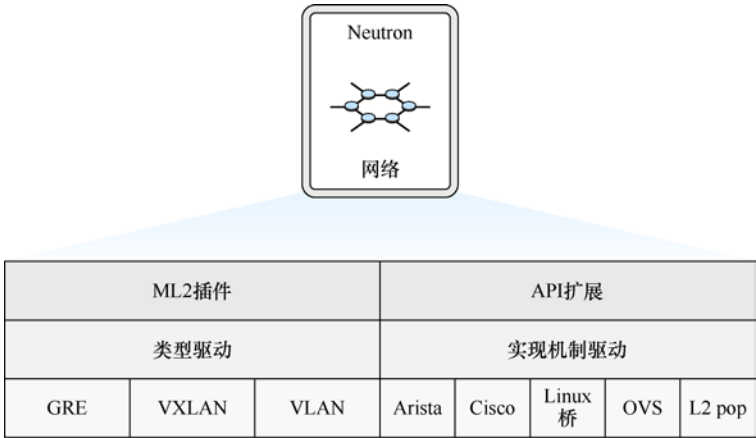 Neutron
网络
ML2插件
API扩展
类型驱动
实现机制驱动
GRE
VXLAN
VLAN
Arista
Cisco
Linux
桥
OVS
L2 pop